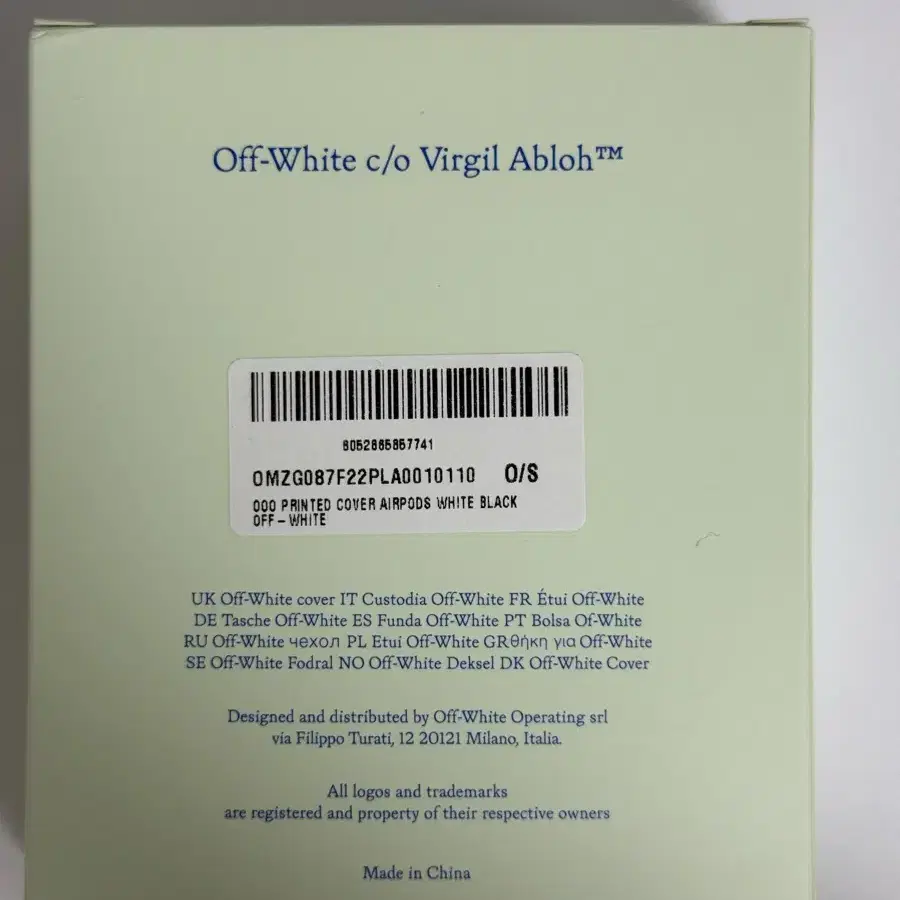 Off-White c/o Virgil Abloh™
8052865857741
OMZG087F22PLA0010110 O/S
000 PRINTED COVER AIRPODS WHITE BLACK
OFF-WHITE
UK Off-White cover IT Custodia Off-White FR Étui Off-White
DE Tasche Off-White ES Funda Off-White PT Bolsa Of-White
RU Off-White чехол PL Etui Off-White GRθήκη για Off-White
SE Off-White Fodral NO Off-White Deksel DK Off-White Cover
Designed and distributed by Off-White Operating srl
via Filippo Turati, 12 20121 Milano, Italia.
All logos and trademarks
are registered and property of their respective owners
Made in China